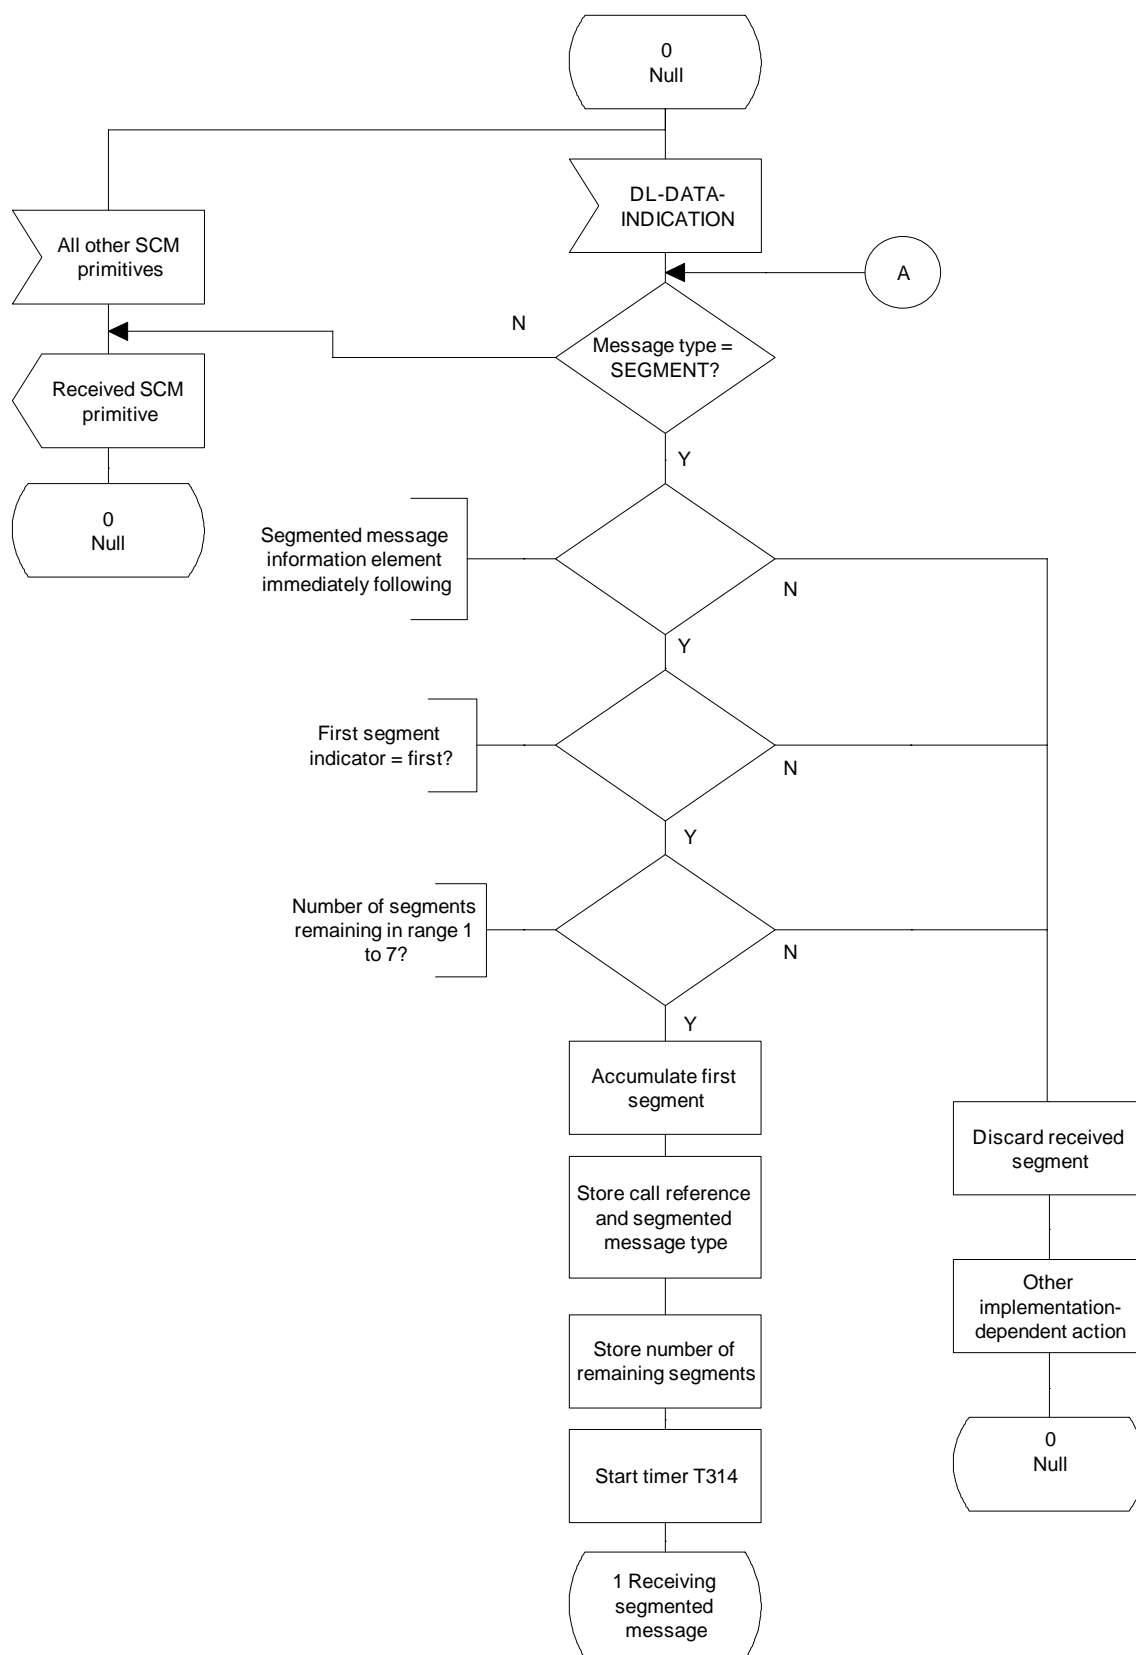 0
Null
DL-DATA-
INDICATION
All other SCM
primitives
A
N
Message type =
SEGMENT?
Received SCM
primitive
Y
0
Null
Segmented message
information element
immediately following
N
Y
First segment
indicator = first?
N
Y
Number of segments
remaining in range 1
to 7?
N
Y
Accumulate first
segment
Discard received
segment
Store call reference
and segmented
message type
Other
implementation-
dependent action
Store number of
remaining segments
0
Null
Start timer T314
1 Receiving
segmented
message